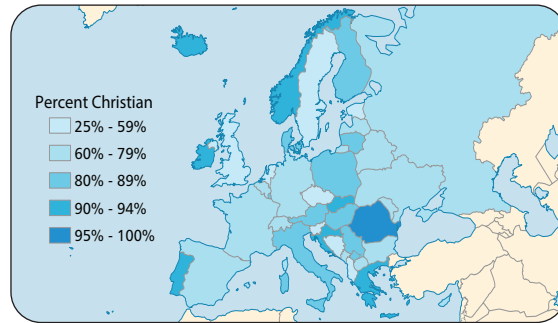 Percent Christian
25% - 59%
60% - 79%
80% - 89%
90% - 94%
95% - 100%